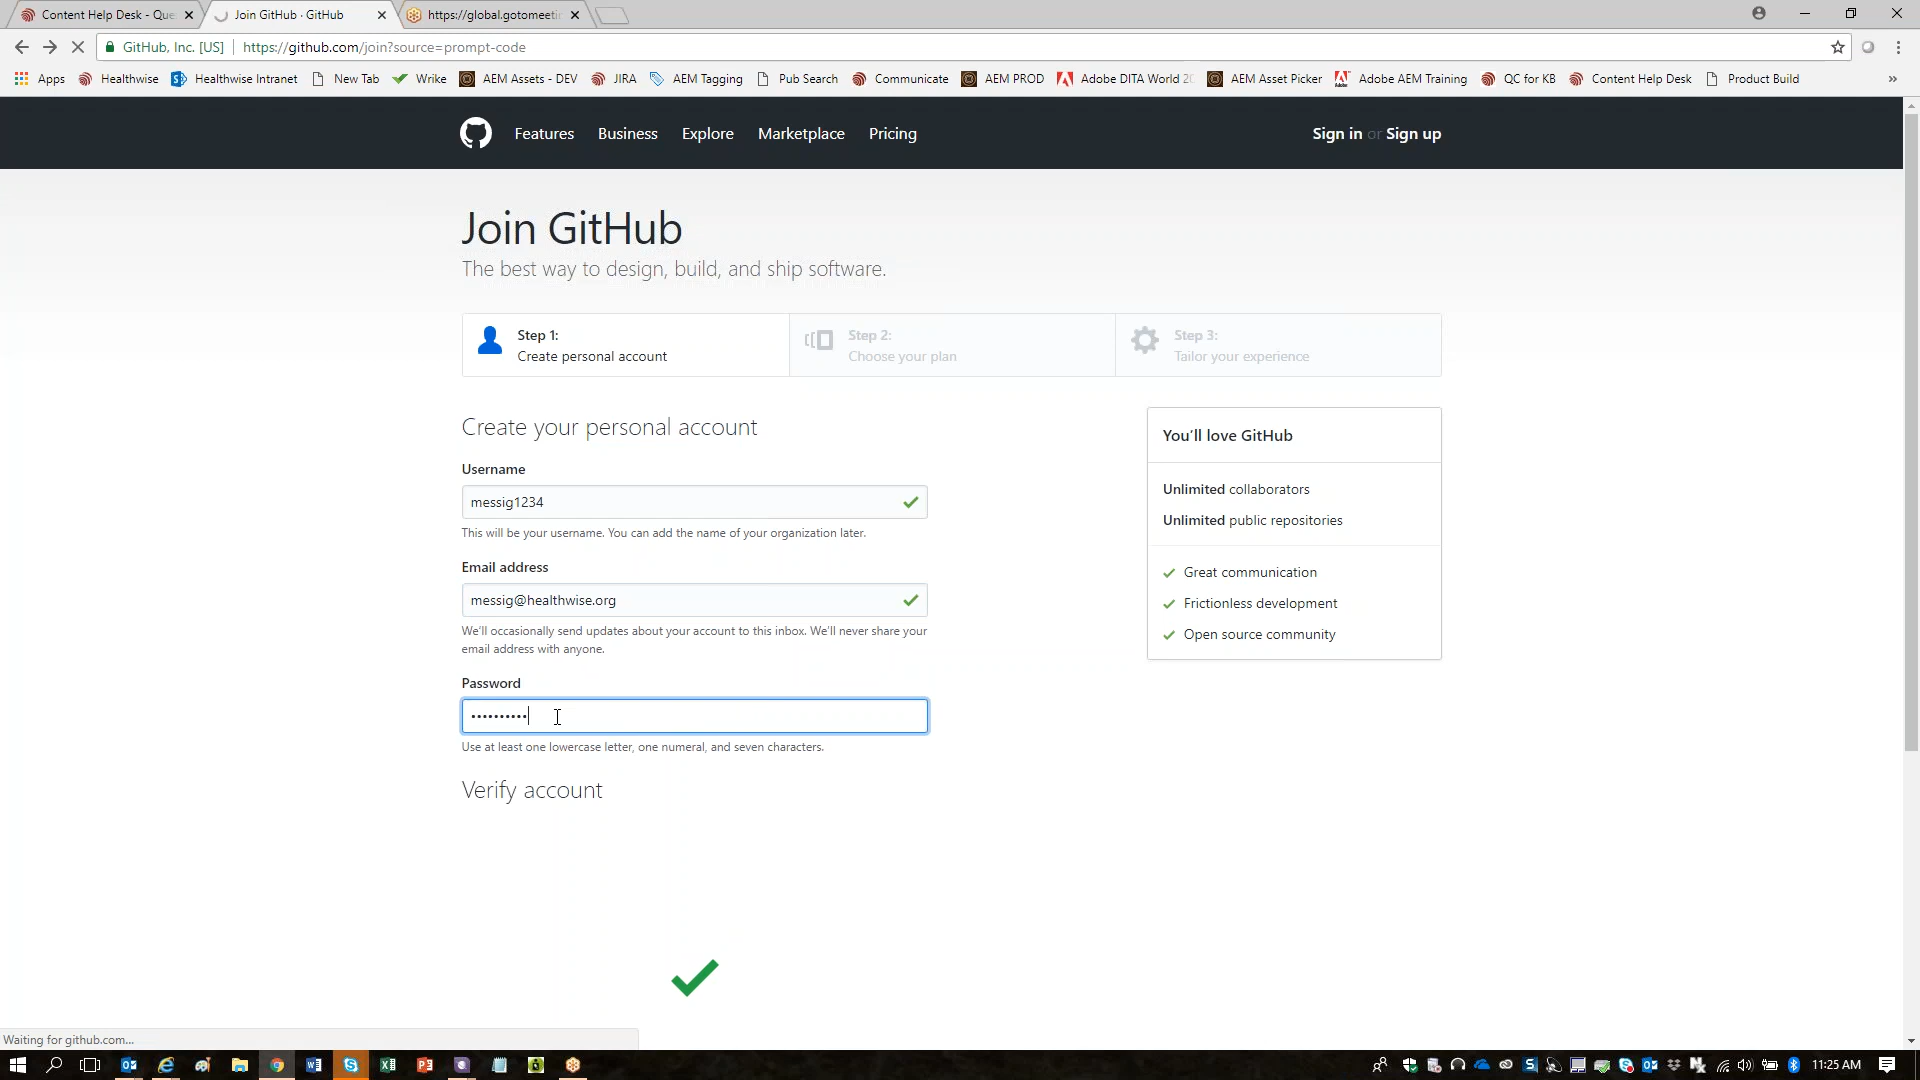 Content Help Desk - Que
Join GitHub · GitHub
https://global.gotomeetin
GitHub, Inc. [US]
https://github.com/join?source=prompt-code
Apps
Healthwise
Healthwise Intranet
New Tab
Wrike
AEM Assets - DEV
JIRA
AEM Tagging
Pub Search
Communicate
AEM PROD
Adobe DITA World 20
AEM Asset Picker
Adobe AEM Training
QC for KB
Content Help Desk
Product Build
»
Features
Business
Explore
Marketplace
Pricing
Sign in or Sign up
Join GitHub
The best way to design, build, and ship software.
Step 1:
Create personal account
Step 2:
Choose your plan
Step 3:
Tailor your experience
Create your personal account
Username
messig1234
This will be your username. You can add the name of your organization later.
Email address
messig@healthwise.org
We'll occasionally send updates about your account to this inbox. We'll never share your
email address with anyone.
Password
••••••••••
Use at least one lowercase letter, one numeral, and seven characters.
Verify account
You'll love GitHub
Unlimited collaborators
Unlimited public repositories
Great communication
Frictionless development
Open source community
Waiting for github.com...
11:25 AM